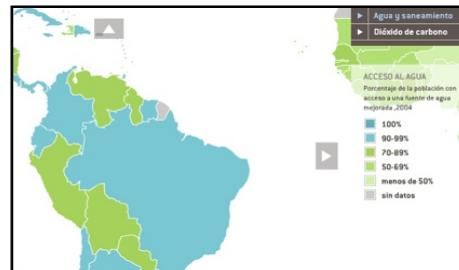 Agua y saneamiento
Dióxido de carbono
ACCESO AL AGUA
Porcentaje de la población con
acceso a una fuente de agua
mejorada ,2004
100%
90-99%
70-89%
50-69%
menos de 50%
sin datos